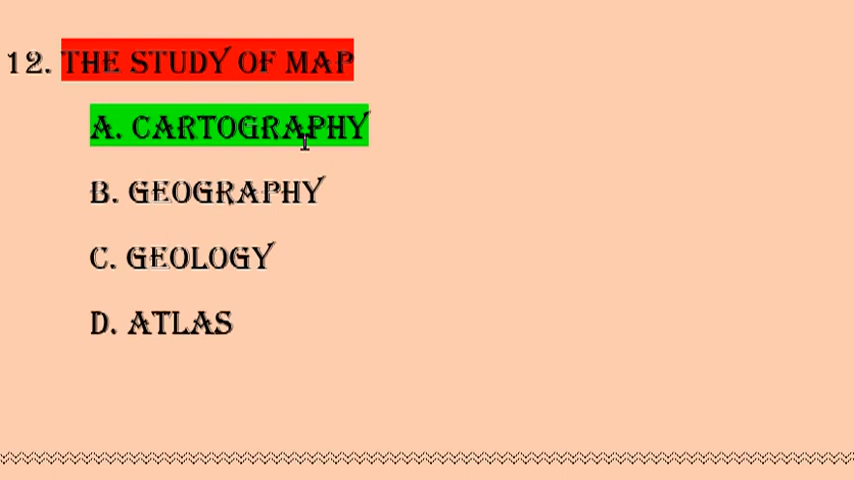 12. THE STUDY OF MAP
A. CARTOGRAPHY
B. GEOGRAPHY
C. GEOLOGY
D. ATLAS